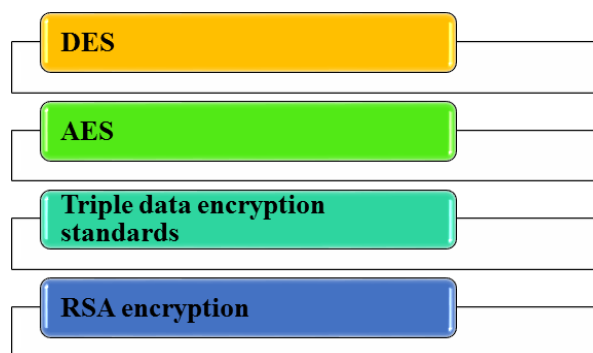 DES
AES
Triple data encryption
standards
RSA encryption